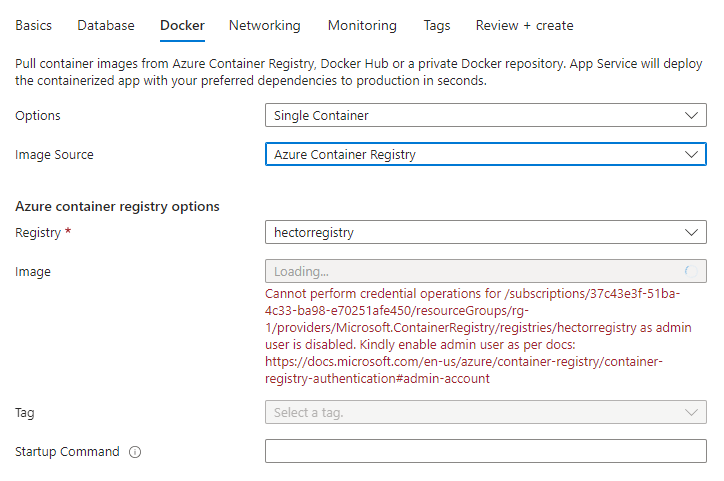 Basics Database Docker Networking Monitoring Tags Review + create
Pull container images from Azure Container Registry, Docker Hub or a private Docker repository. App Service will deploy
the containerized app with your preferred dependencies to production in seconds.
Options Single Container
Image Source Azure Container Registry
Azure container registry options
Registry * hectorregistry
Image Loading...
Cannot perform credential operations for /subscriptions/37c43e3f-51ba-
4c33-ba98-e70251afe450/resourceGroups/rg-
1/providers/Microsoft.ContainerRegistry/registries/hectorregistry as admin
user is disabled. Kindly enable admin user as per docs:
https://docs.microsoft.com/en-us/azure/container-registry/container-
registry-authentication#admin-account
Tag Select a tag.
Startup Command